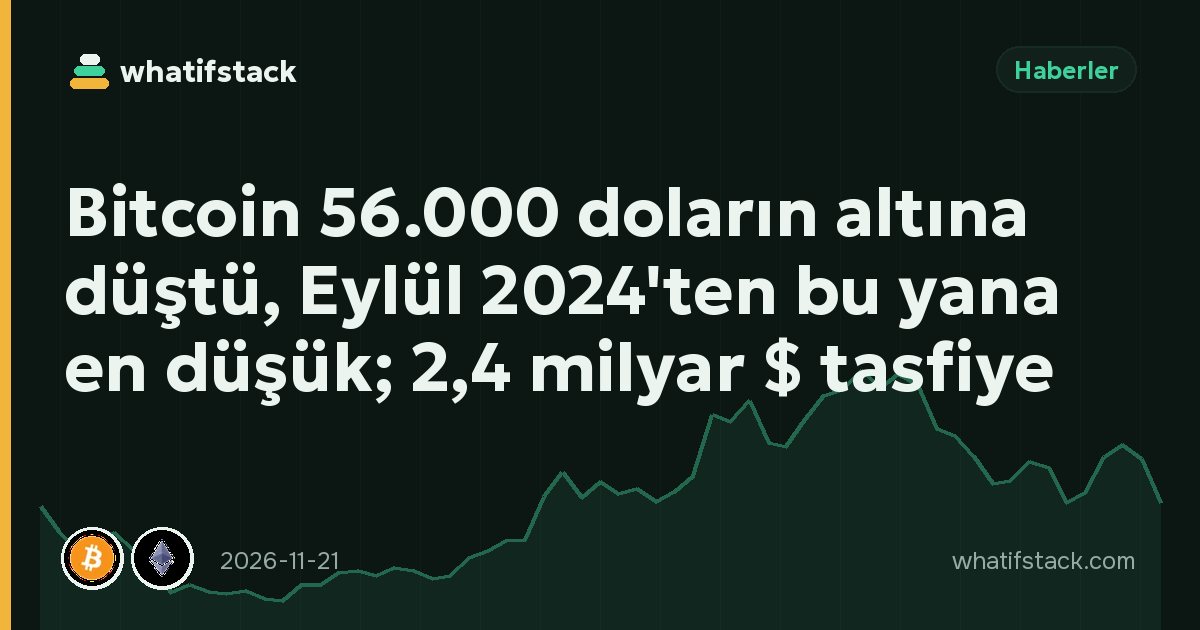 whatifstack
Haberler
Bitcoin 56.000 doların altına
düştü, Eylül 2024'ten bu yana
en düşük; 2,4 milyar $ tasfiye
2026-11-21
whatifstack.com